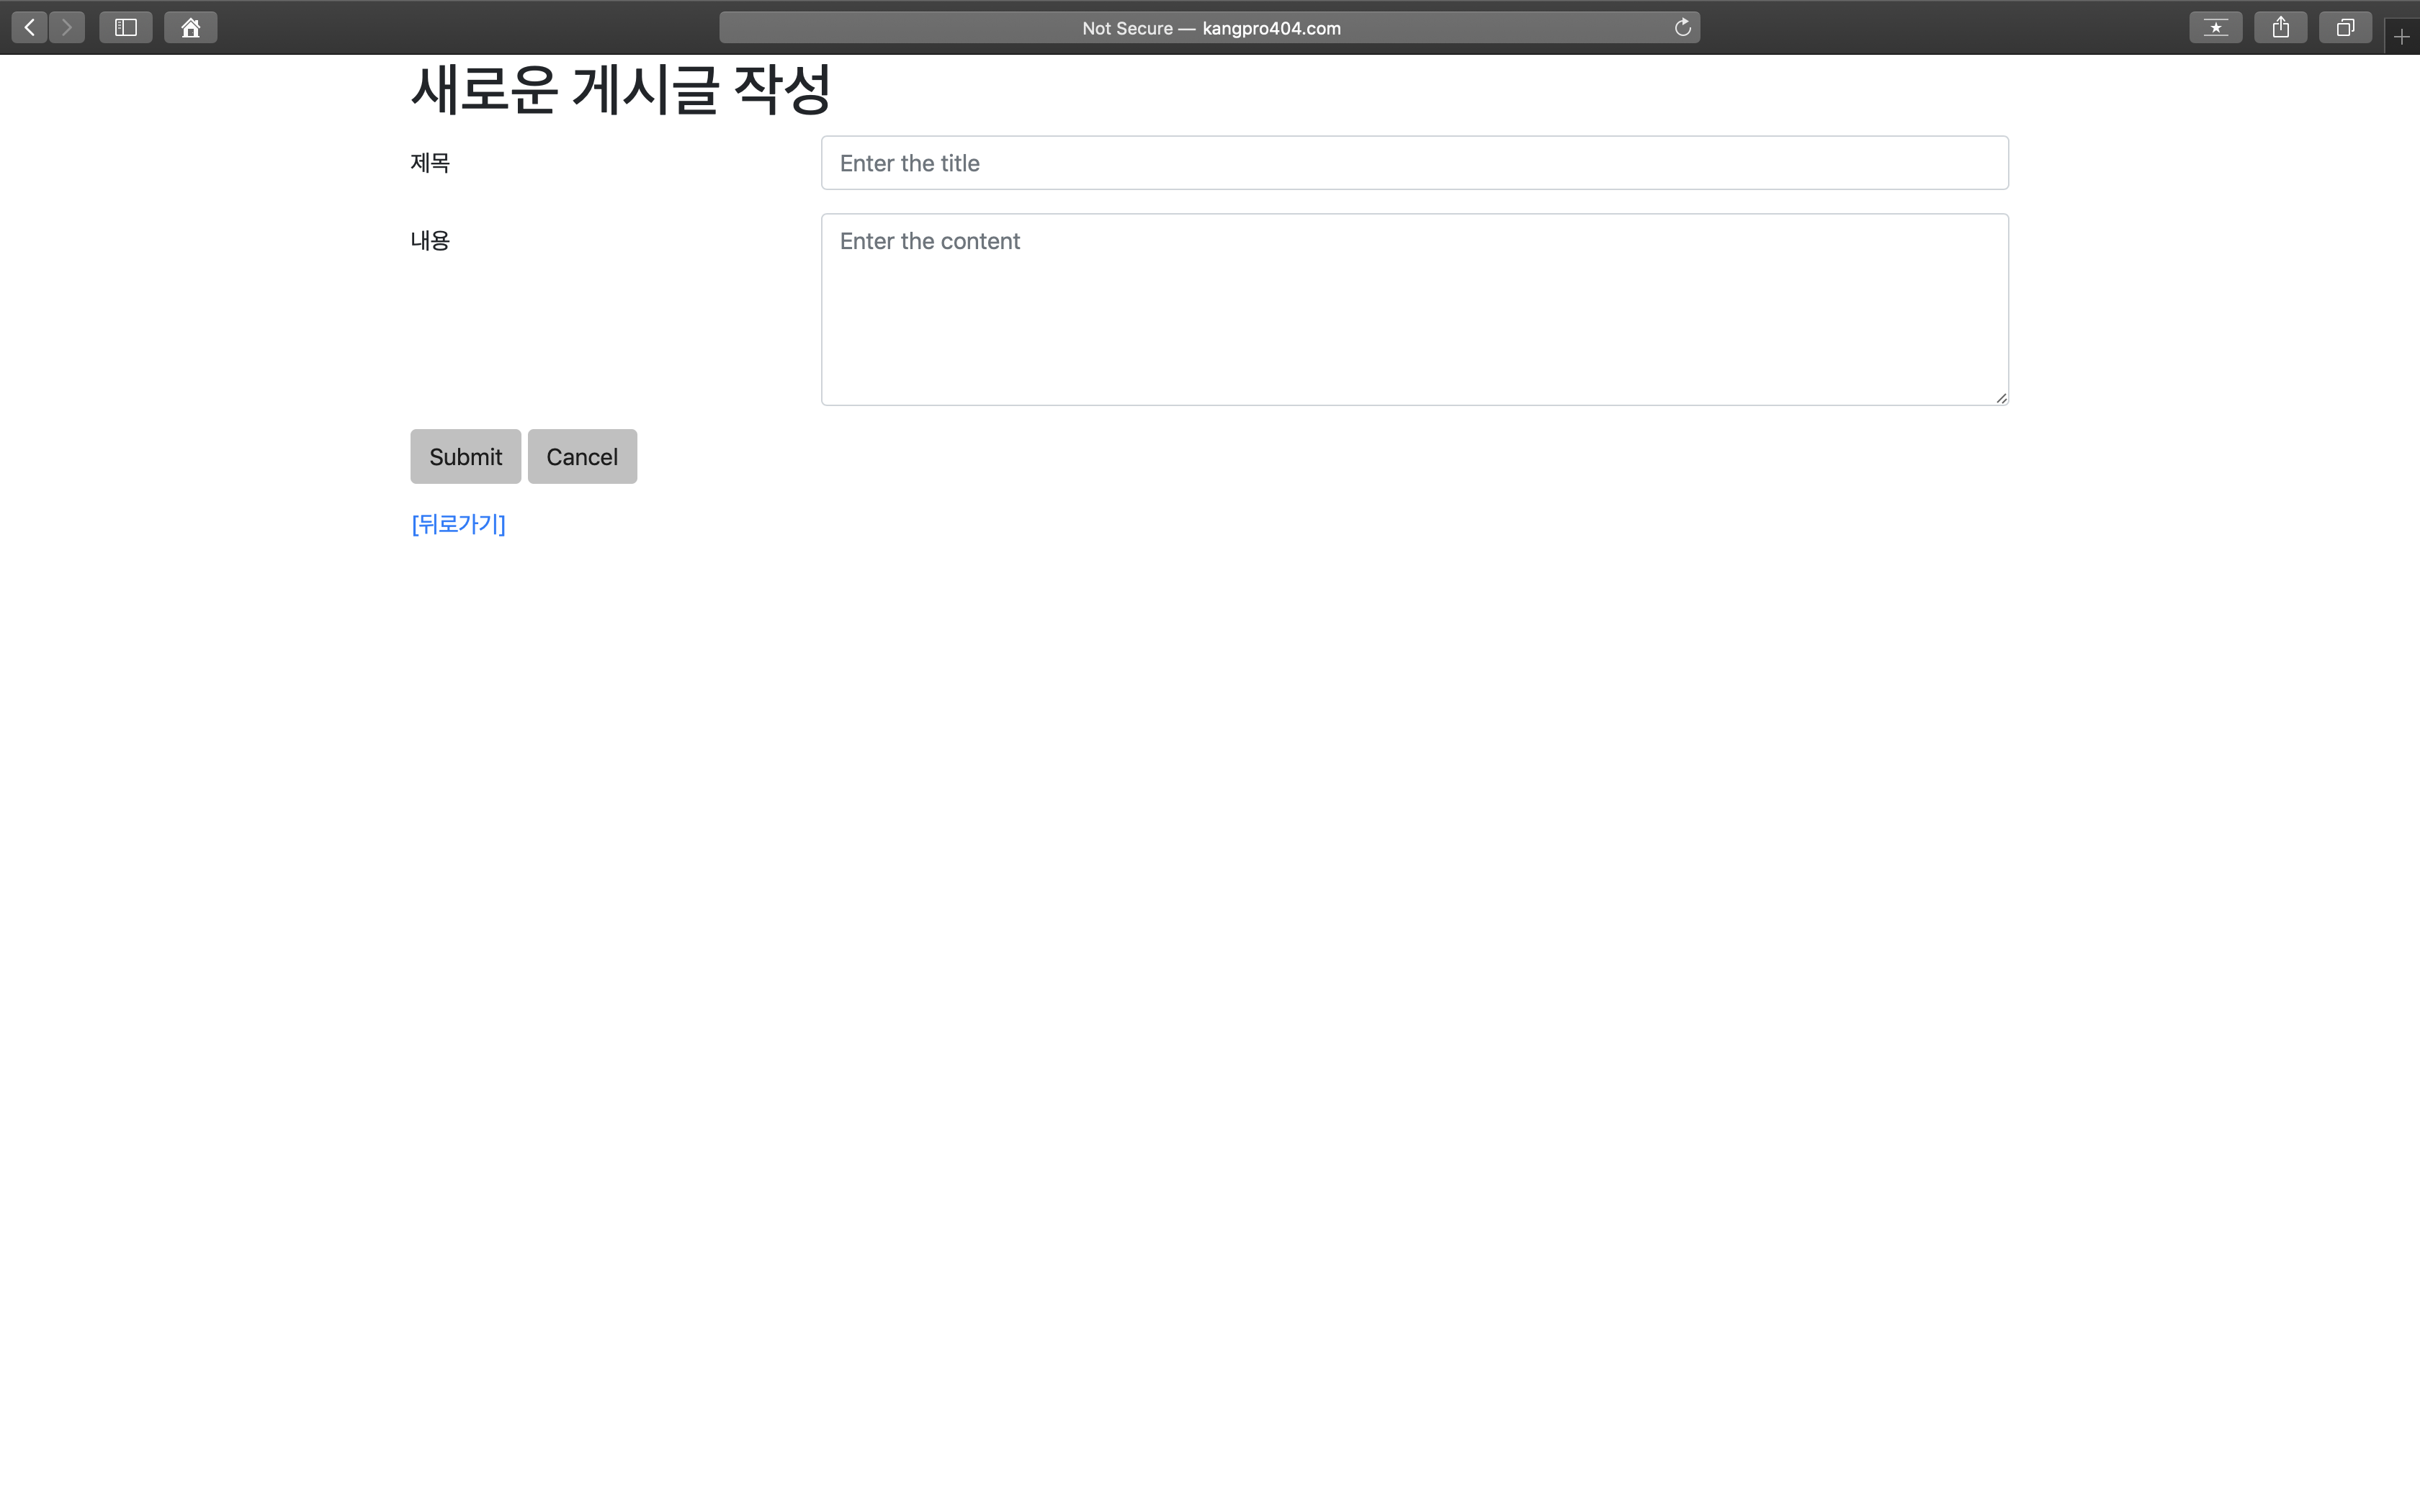 Not Secure — kangpro404.com
새로운 게시글 작성
제목
Enter the title
내용
Enter the content
Submit Cancel
[뒤로가기]